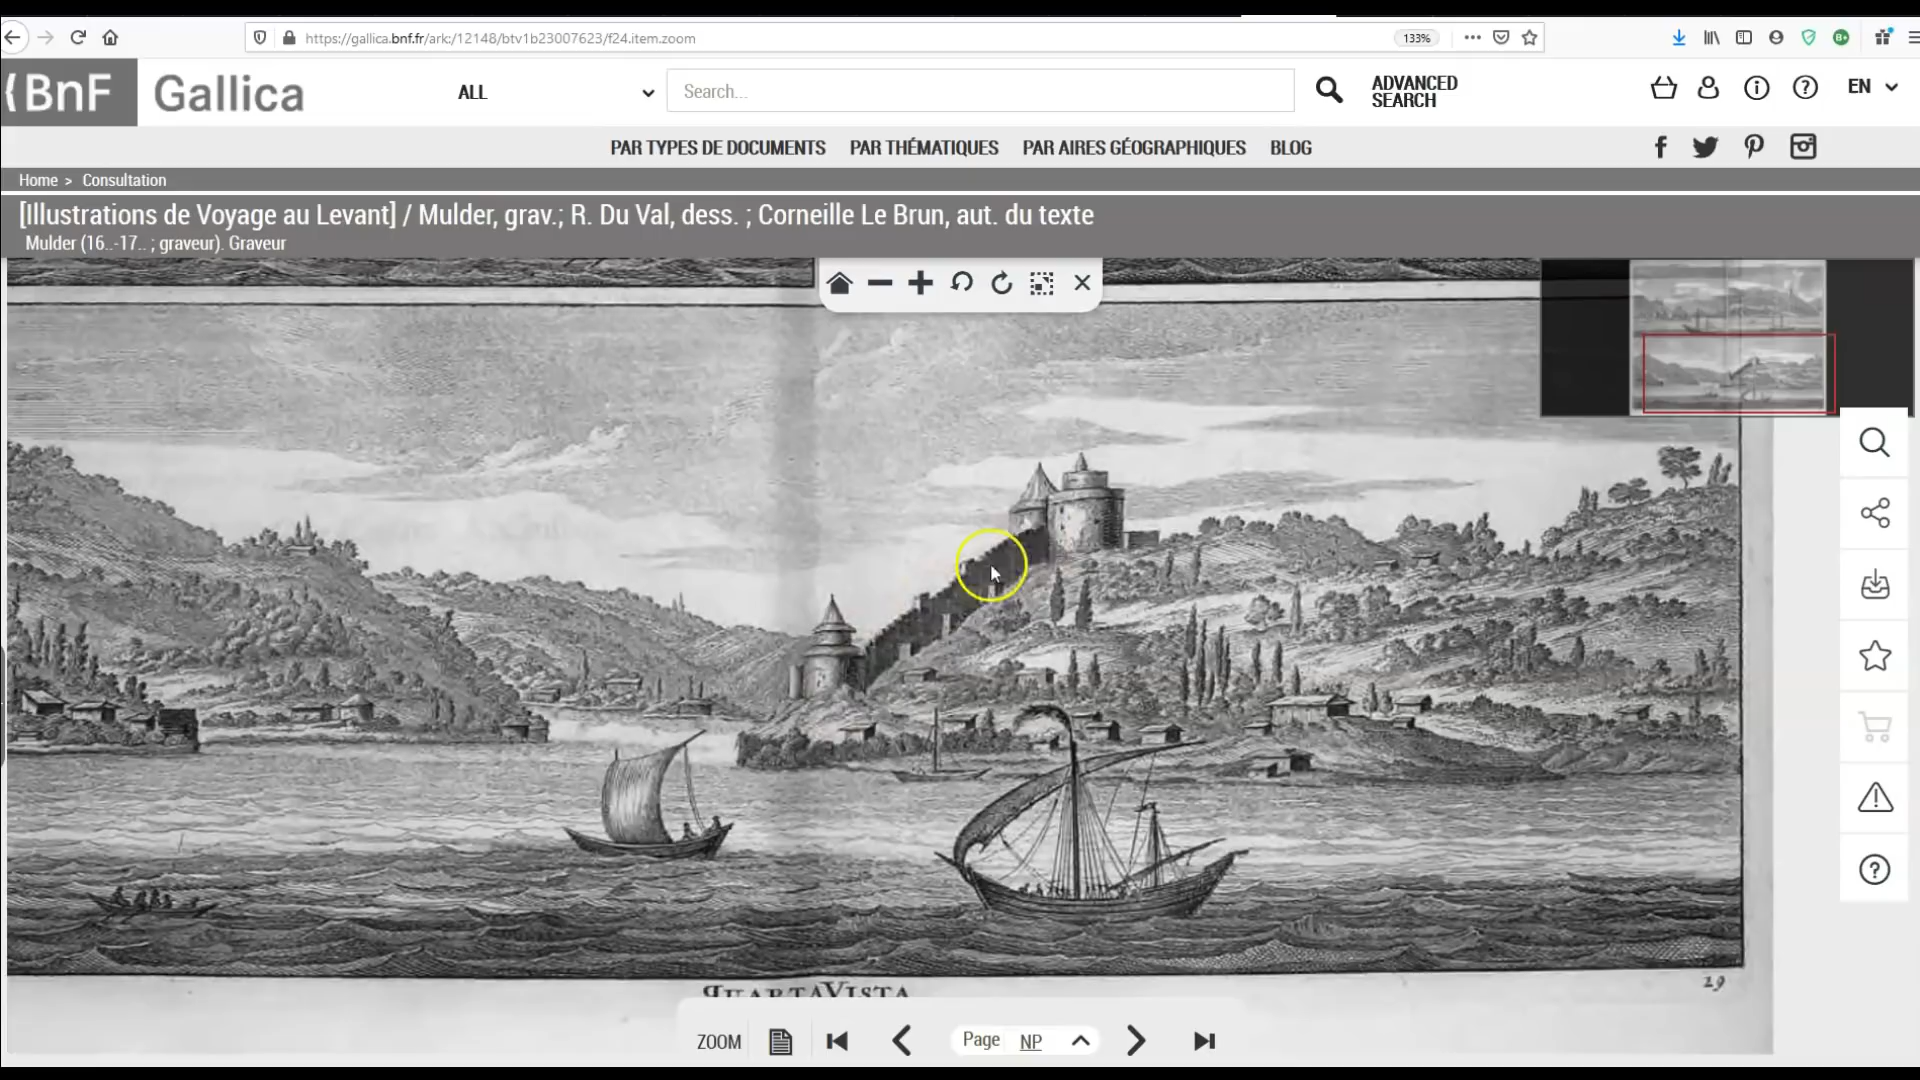 https://gallica.bnf.fr/ark:/12148/btv1b23007623/f24.item.zoom
133%
BnF Gallica
ALL
Search...
ADVANCED
SEARCH
EN
PAR TYPES DE DOCUMENTS PAR THÉMATIQUES PAR AIRES GÉOGRAPHIQUES BLOG
Home > Consultation
[Illustrations de Voyage au Levant] / Mulder, grav.; R. Du Val, dess. ; Corneille Le Brun, aut. du texte
Mulder (16..-17.. ; graveur). Graveur
QUARTA VISTA
29
ZOOM
Page NP